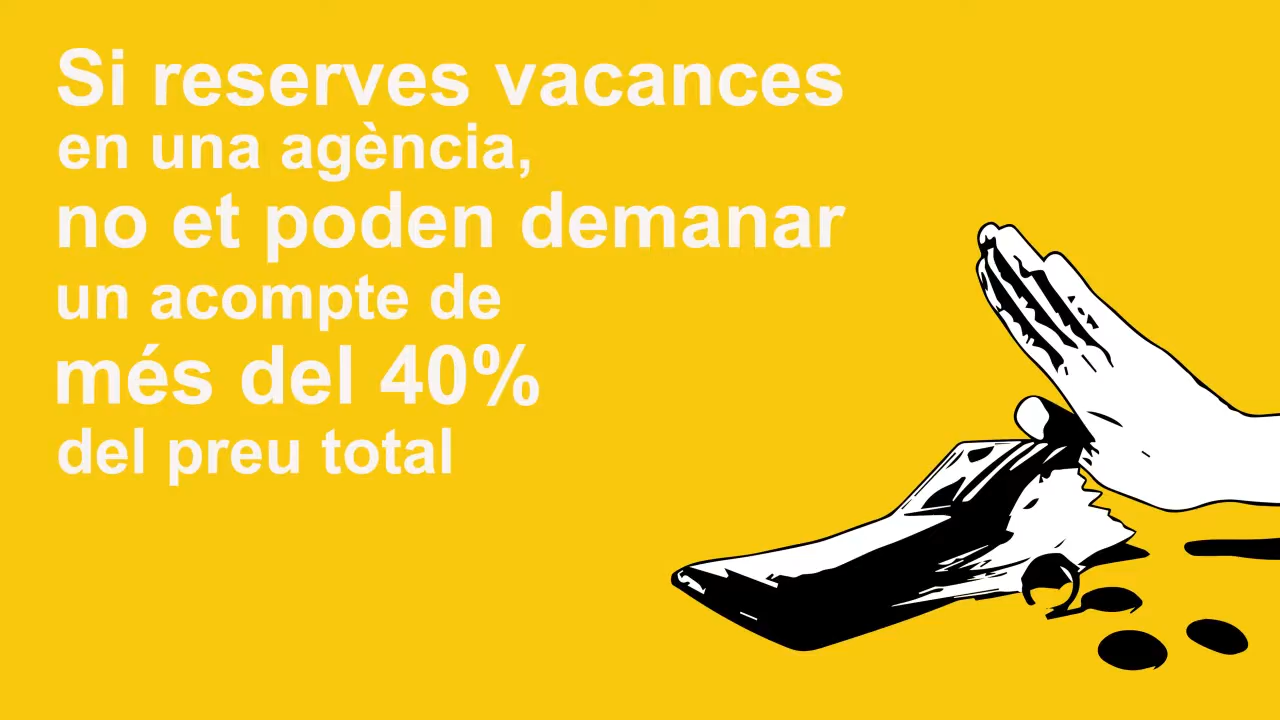 Si reserves vacances
en una agència,
no et poden demanar
un acompte de
més del 40%
del preu total